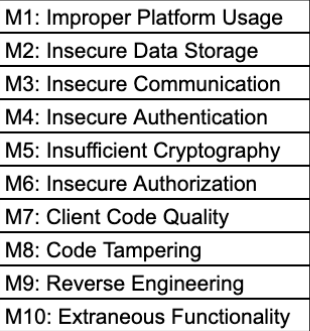 M1: Improper Platform Usage
M2: Insecure Data Storage
M3: Insecure Communication
M4: Insecure Authentication
M5: Insufficient Cryptography
M6: Insecure Authorization
M7: Client Code Quality
M8: Code Tampering
M9: Reverse Engineering
M10: Extraneous Functionality